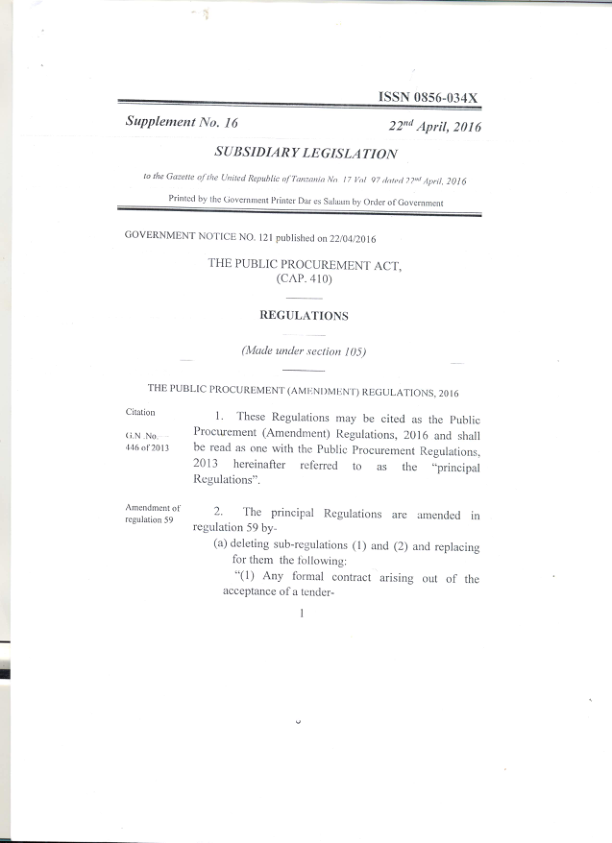 ISSN 0856-034X
Supplement No. 16
22nd April, 2016
SUBSIDIARY LEGISLATION
to the Gazette of the United Republic of Tanzania No. 17 Vol 97 dated 22nd April, 2016
Printed by the Government Printer Dar es Salaam by Order of Government
GOVERNMENT NOTICE NO. 121 published on 22/04/2016
THE PUBLIC PROCUREMENT ACT,
(CAP. 410)
REGULATIONS
(Made under section 105)
THE PUBLIC PROCUREMENT (AMENDMENT) REGULATIONS, 2016
Citation
G.N .No.
446 of 2013
1. These Regulations may be cited as the Public
Procurement (Amendment) Regulations, 2016 and shall
be read as one with the Public Procurement Regulations,
2013 hereinafter referred to as the “principal
Regulations”.
Amendment of
regulation 59
2. The principal Regulations are amended in
regulation 59 by-
(a) deleting sub-regulations (1) and (2) and replacing
for them the following:
“(1) Any formal contract arising out of the
acceptance of a tender-
1